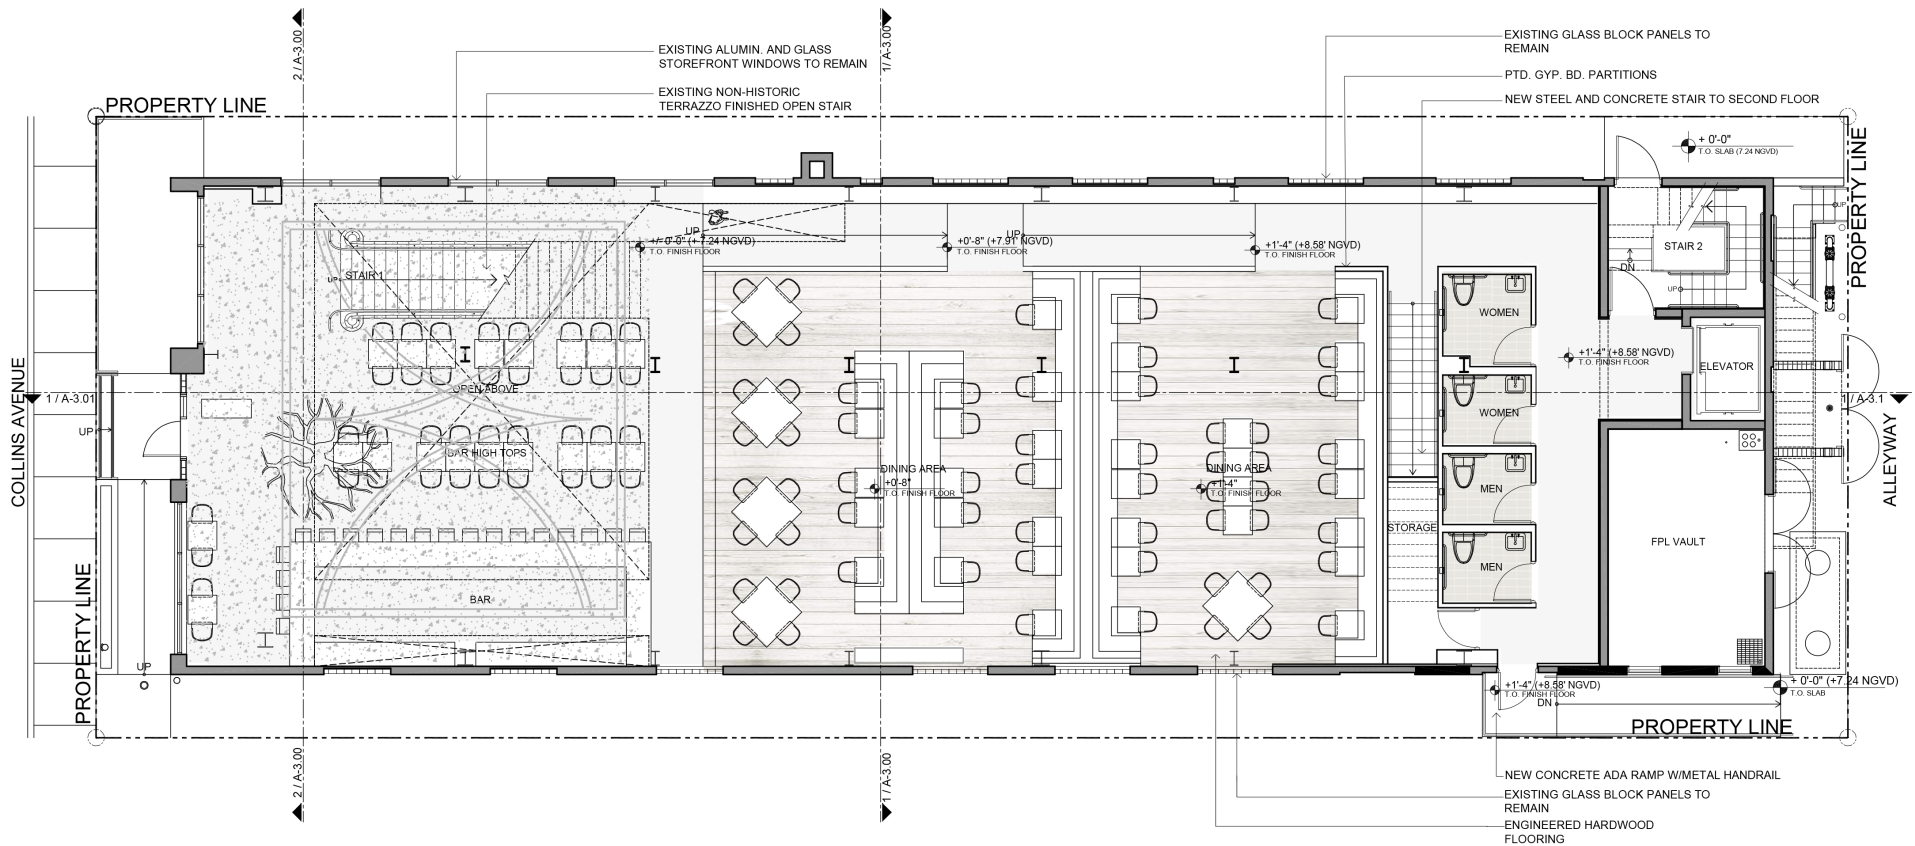 2 / A-3.00
1/ A-3.00
EXISTING ALUMIN. AND GLASS
STOREFRONT WINDOWS TO REMAIN
EXISTING NON-HISTORIC
TERRAZZO FINISHED OPEN STAIR
EXISTING GLASS BLOCK PANELS TO
REMAIN
PTD. GYP. BD. PARTITIONS
NEW STEEL AND CONCRETE STAIR TO SECOND FLOOR
PROPERTY LINE
PROPERTY LINE
+ 0'-0"
T.O. SLAB (7.24 NGVD)
UP
UP
UP
+/- 0'-0" (+ 7.24 NGVD)
T.O. FINISH FLOOR
+0'-8" (+7.91' NGVD)
T.O. FINISH FLOOR
+1'-4" (+8.58' NGVD)
T.O. FINISH FLOOR
STAIR 2
DN
UP
UP
STAIR 1
WOMEN
+1'-4" (+8.58' NGVD)
T.O. FINISH FLOOR
ELEVATOR
OPEN ABOVE
COLLINS AVENUE
1 / A-3.01
1 / A-3.1
ALLEYWAY
UP
WOMEN
BAR HIGH TOPS
DINING AREA
+0'-8"
T.O. FINISH FLOOR
DINING AREA
+1'-4"
T.O. FINISH FLOOR
MEN
STORAGE
FPL VAULT
MEN
BAR
PROPERTY LINE
UP
+1'-4" (+8.58' NGVD)
T.O. FINISH FLOOR
DN
+ 0'-0" (+7.24 NGVD)
T.O. SLAB
PROPERTY LINE
2 / A-3.00
1 / A-3.00
NEW CONCRETE ADA RAMP W/METAL HANDRAIL
EXISTING GLASS BLOCK PANELS TO
REMAIN
ENGINEERED HARDWOOD
FLOORING